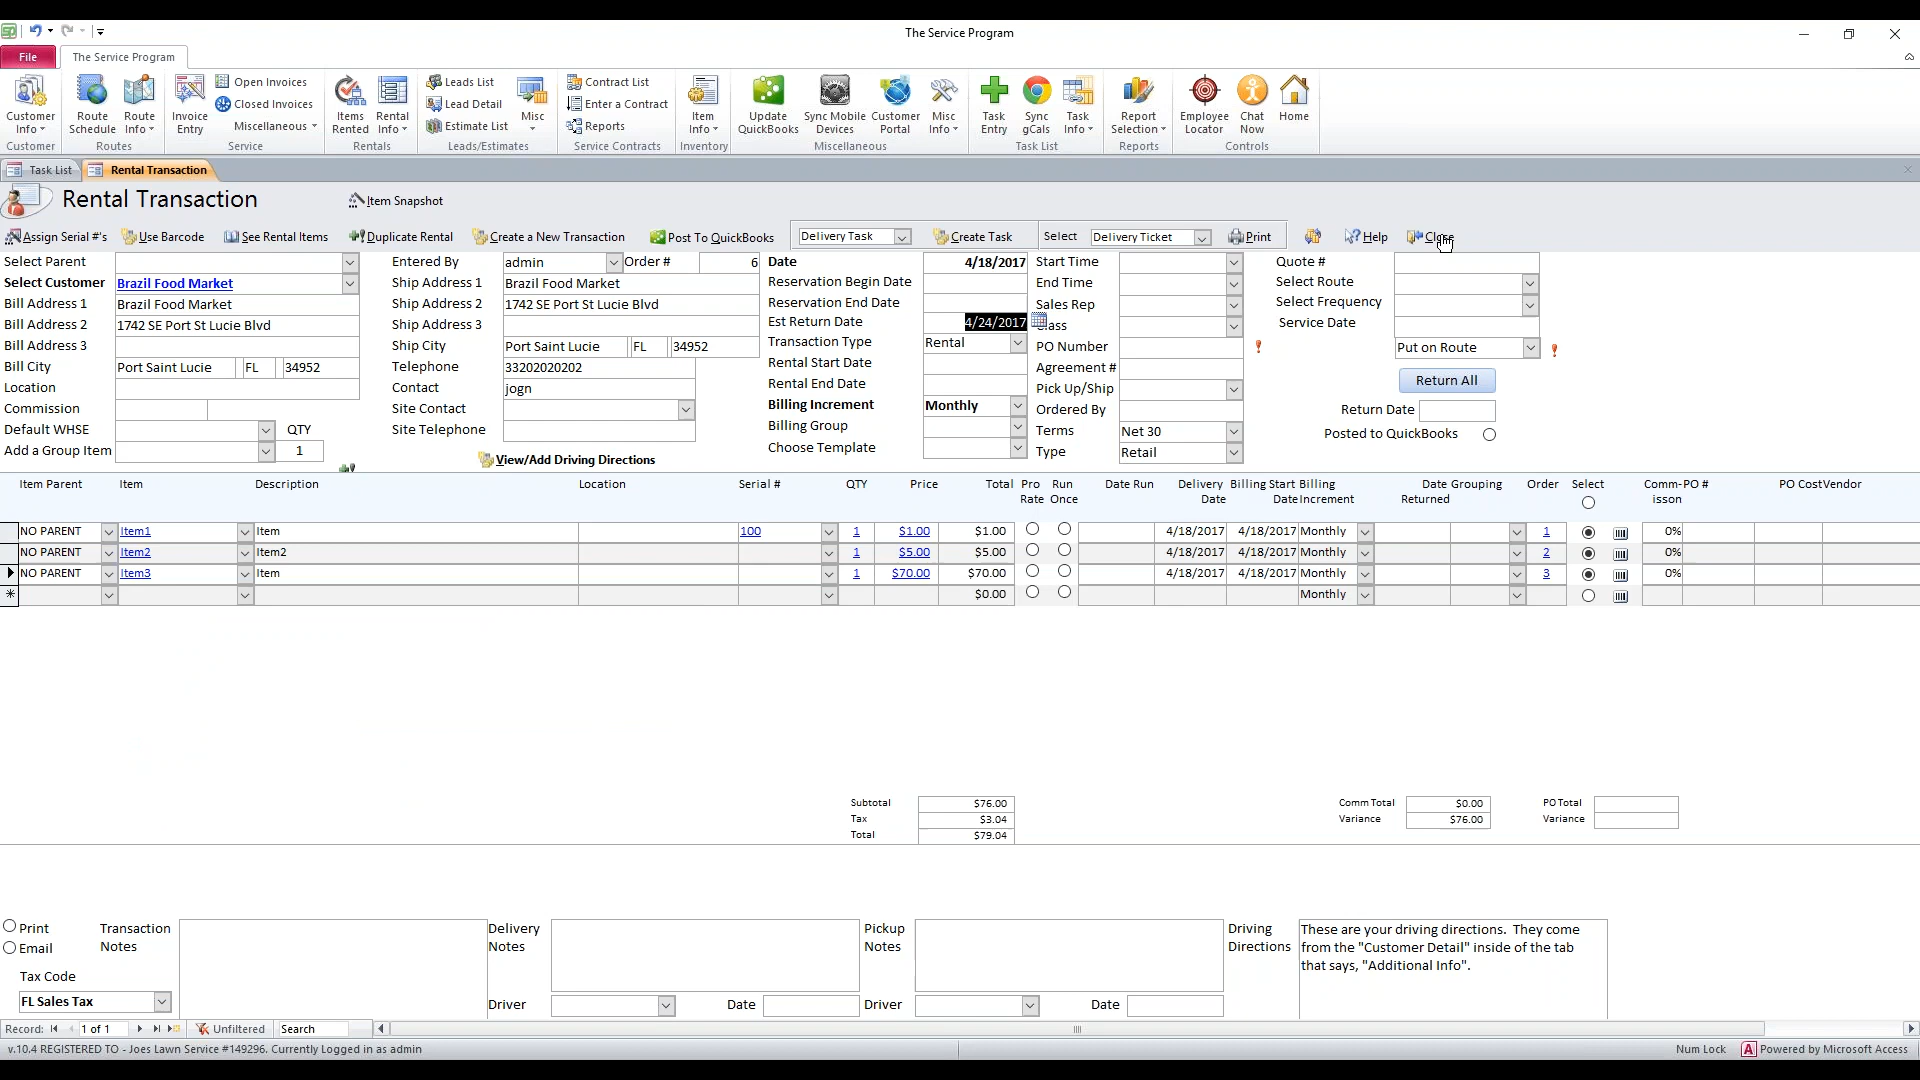 The Service Program
File
The Service Program
Customer Info
Customer
Route Schedule
Route Info
Routes
Invoice Entry
Open Invoices
Closed Invoices
Miscellaneous
Service
Items Rented
Rental Info
Rentals
Leads List
Lead Detail
Estimate List
Misc
Leads/Estimates
Contract List
Enter a Contract
Reports
Service Contracts
Item Info
Inventory
Update QuickBooks
Sync Mobile Devices
Customer Portal
Misc Info
Miscellaneous
Task Entry
Sync gCals
Task Info
Task List
Report Selection
Reports
Employee Locator
Chat Now
Home
Controls
Task List
Rental Transaction
Rental Transaction
Item Snapshot
Assign Serial #'s
Use Barcode
See Rental Items
Duplicate Rental
Create a New Transaction
Post To QuickBooks
Delivery Task
Create Task
Select
Delivery Ticket
Print
Help
Close
Select Parent
Select Customer Brazil Food Market
Bill Address 1 Brazil Food Market
Bill Address 2 1742 SE Port St Lucie Blvd
Bill Address 3
Bill City Port Saint Lucie FL 34952
Location
Commission
Default WHSE QTY
Add a Group Item 1
Entered By admin Order # 6
Ship Address 1 Brazil Food Market
Ship Address 2 1742 SE Port St Lucie Blvd
Ship Address 3
Ship City Port Saint Lucie FL 34952
Telephone 33202020202
Contact jogn
Site Contact
Site Telephone
View/Add Driving Directions
Date 4/18/2017
Reservation Begin Date
Reservation End Date
Est Return Date 4/24/2017
Transaction Type Rental
Rental Start Date
Rental End Date
Billing Increment Monthly
Billing Group
Choose Template
Start Time
End Time
Sales Rep
Class
PO Number
Agreement #
Pick Up/Ship
Ordered By
Terms Net 30
Type Retail
Quote #
Select Route
Select Frequency
Service Date
Put on Route
Return All
Return Date
Posted to QuickBooks
Item Parent Item Description Location Serial # QTY Price Total Pro Rate Run Once Date Run Delivery Date Billing Start Date Billing Increment Date Returned Grouping Order Select Comm-isson PO # PO Cost Vendor
NO PARENT Item1 Item 100 1 $1.00 $1.00 4/18/2017 4/18/2017 Monthly 1 0%
NO PARENT Item2 Item2 1 $5.00 $5.00 4/18/2017 4/18/2017 Monthly 2 0%
NO PARENT Item3 Item 1 $70.00 $70.00 4/18/2017 4/18/2017 Monthly 3 0%
$0.00 Monthly
Subtotal $76.00
Tax $3.04
Total $79.04
Comm Total $0.00
Variance $76.00
PO Total
Variance
Print
Email
Tax Code
FL Sales Tax
Transaction Notes
Delivery Notes
Driver Date
Pickup Notes
Driver Date
Driving Directions
These are your driving directions. They come
from the "Customer Detail" inside of the tab
that says, "Additional Info".
Record: 1 of 1 Unfiltered Search
v.10.4 REGISTERED TO - Joes Lawn Service #149296. Currently Logged in as admin
Num Lock
Powered by Microsoft Access